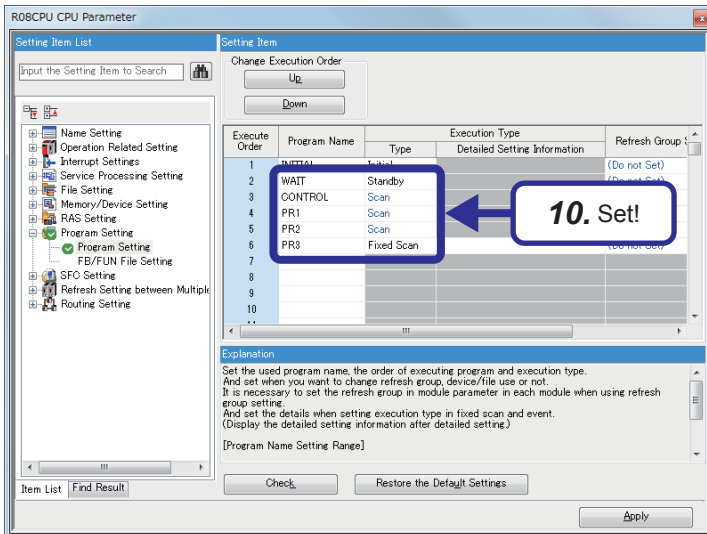 R08CPU CPU Parameter
Setting Item List
Input the Setting Item to Search
Name Setting
Operation Related Setting
Interrupt Settings
Service Processing Setting
File Setting
Memory/Device Setting
RAS Setting
Program Setting
Program Setting
FB/FUN File Setting
SFC Setting
Refresh Setting between Multiple
Routing Setting
Item List Find Result
Setting Item
Change Execution Order
Up
Down
Execute Order Program Name Execution Type Refresh Group S
Type Detailed Setting Information
1 INITIAL Initial (Do not Set)
2 WAIT Standby (Do not Set)
3 CONTROL Scan
4 PR1 Scan
5 PR2 Scan
6 PR3 Fixed Scan (Do not Set)
7
8
9
10
11
10. Set!
Explanation
Set the used program name, the order of executing program and execution type.
And set when you want to change refresh group, device/file use or not.
It is necessary to set the refresh group in module parameter in each module when using refresh
group setting.
And set the details when setting execution type in fixed scan and event.
(Display the detailed setting information after detailed setting.)
[Program Name Setting Range]
Check Restore the Default Settings
Apply